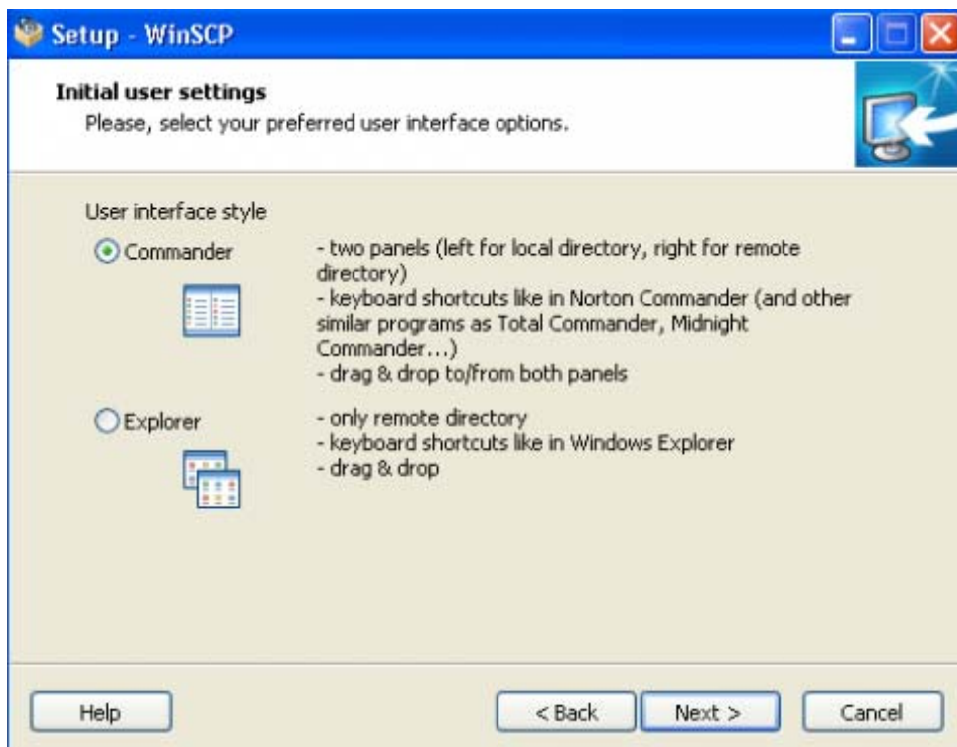 Setup - WinSCP
Initial user settings
Please, select your preferred user interface options.
User interface style
Commander
- two panels (left for local directory, right for remote
directory)
- keyboard shortcuts like in Norton Commander (and other
similar programs as Total Commander, Midnight
Commander...)
- drag & drop to/from both panels
Explorer
- only remote directory
- keyboard shortcuts like in Windows Explorer
- drag & drop
Help
< Back
Next >
Cancel